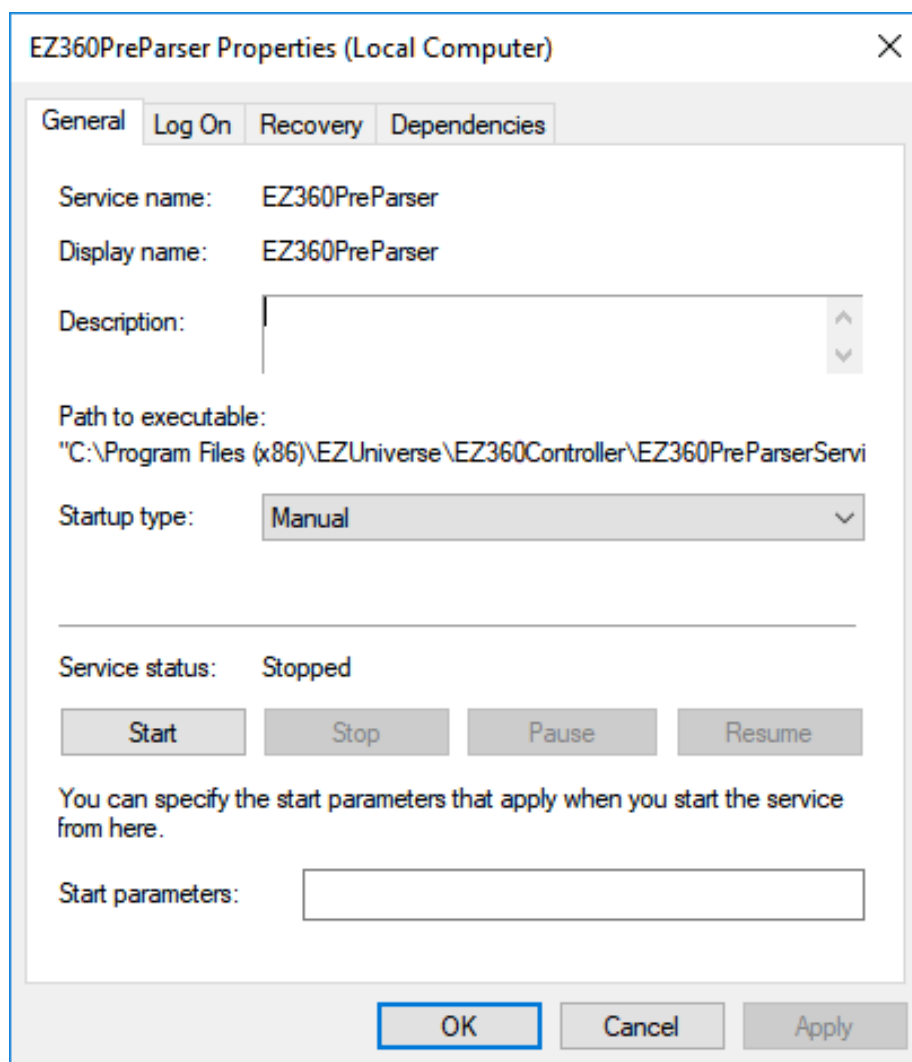 EZ360PreParser Properties (Local Computer)
General Log On Recovery Dependencies
Service name: EZ360PreParser
Display name: EZ360PreParser
Description:
Path to executable:
"C:\Program Files (x86)\EZUniverse\EZ360Controller\EZ360PreParserServi
Startup type: Manual
Service status: Stopped
Start Stop Pause Resume
You can specify the start parameters that apply when you start the service
from here.
Start parameters:
OK Cancel Apply